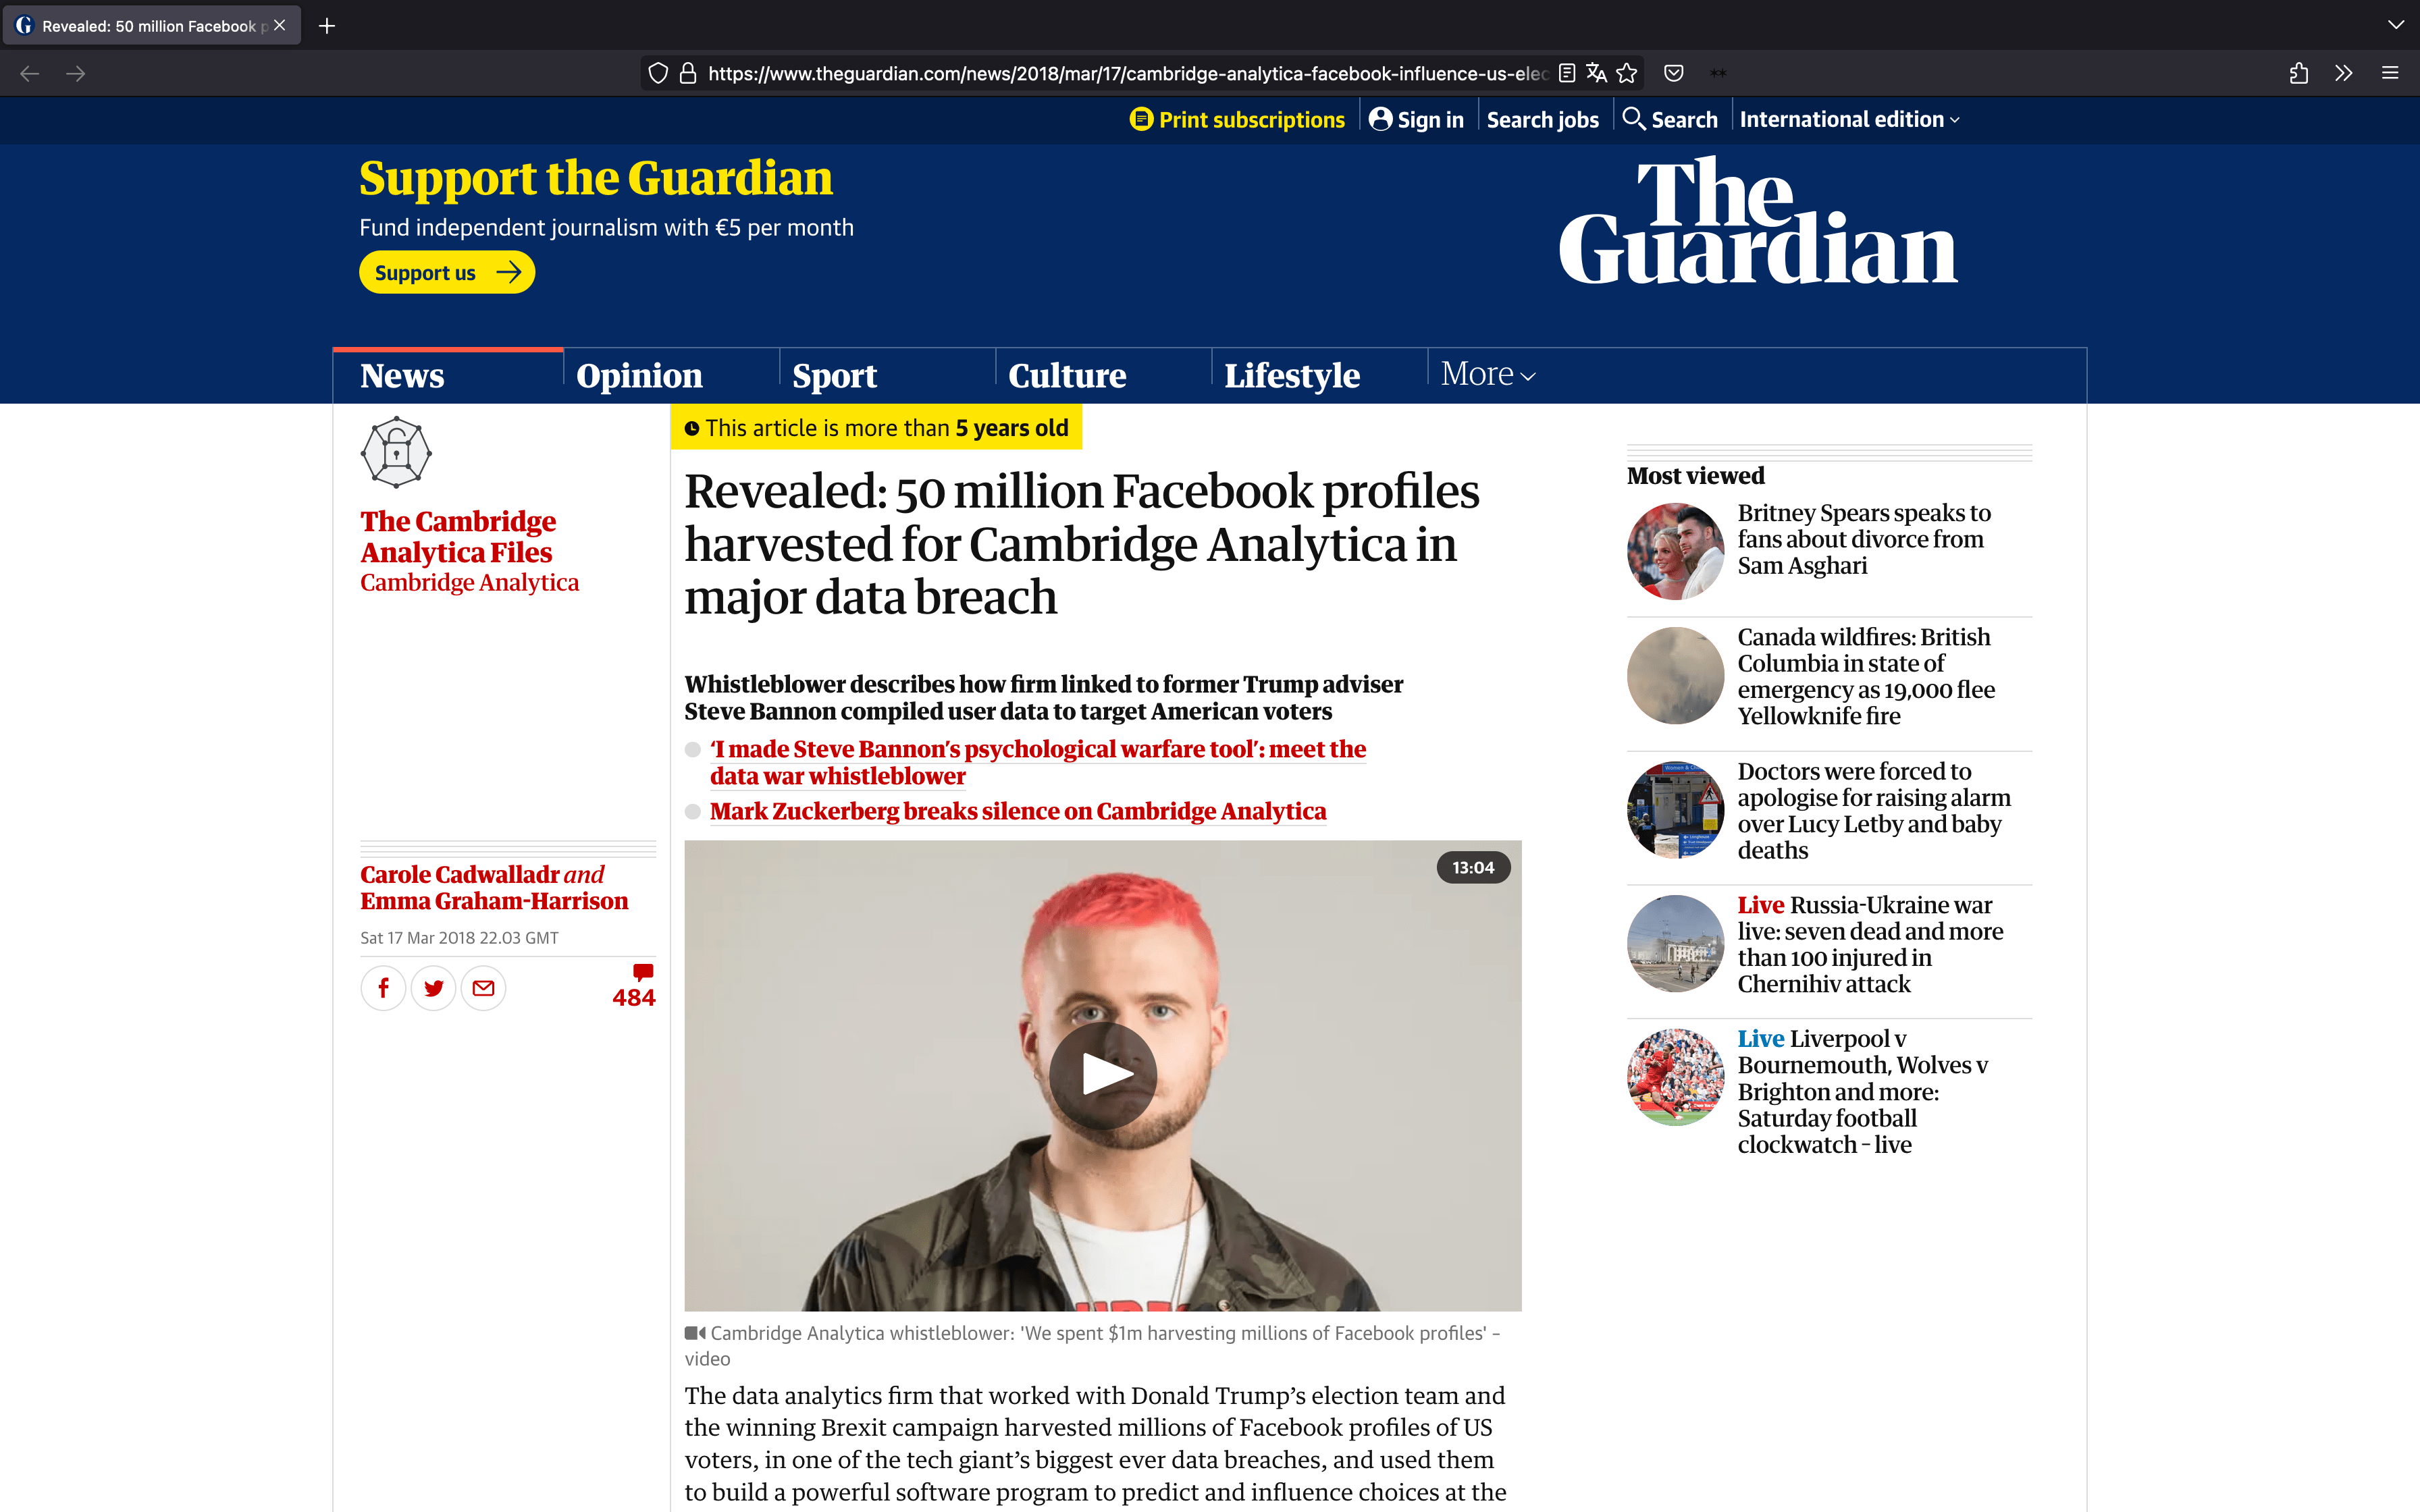 Revealed: 50 million Facebook p
https://www.theguardian.com/news/2018/mar/17/cambridge-analytica-facebook-influence-us-elec
Print subscriptions
Sign in
Search jobs
Search
International edition
Support the Guardian
Fund independent journalism with €5 per month
Support us
The
Guardian
News
Opinion
Sport
Culture
Lifestyle
More
The Cambridge
Analytica Files
Cambridge Analytica
This article is more than 5 years old
Revealed: 50 million Facebook profiles
harvested for Cambridge Analytica in
major data breach
Whistleblower describes how firm linked to former Trump adviser
Steve Bannon compiled user data to target American voters
‘I made Steve Bannon’s psychological warfare tool’: meet the
data war whistleblower
Mark Zuckerberg breaks silence on Cambridge Analytica
Carole Cadwalladr and
Emma Graham-Harrison
Sat 17 Mar 2018 22.03 GMT
484
13:04
Cambridge Analytica whistleblower: 'We spent $1m harvesting millions of Facebook profiles' –
video
The data analytics firm that worked with Donald Trump’s election team and
the winning Brexit campaign harvested millions of Facebook profiles of US
voters, in one of the tech giant’s biggest ever data breaches, and used them
to build a powerful software program to predict and influence choices at the
Most viewed
Britney Spears speaks to
fans about divorce from
Sam Asghari
Canada wildfires: British
Columbia in state of
emergency as 19,000 flee
Yellowknife fire
Doctors were forced to
apologise for raising alarm
over Lucy Letby and baby
deaths
Live Russia-Ukraine war
live: seven dead and more
than 100 injured in
Chernihiv attack
Live Liverpool v
Bournemouth, Wolves v
Brighton and more:
Saturday football
clockwatch – live